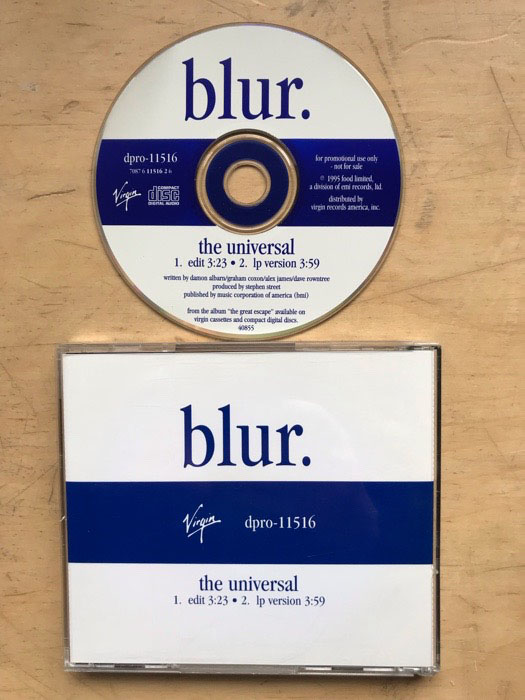 blur.
dpro-11516
7087 6 11516 2 6
Virgin
COMPACT
disc
DIGITAL AUDIO
for promotional use only
- not for sale
℗ 1995 food limited,
a division of emi records, ltd.
distributed by
virgin records america, inc.
the universal
1. edit 3:23 • 2. lp version 3:59
written by damon albarn/graham coxon/alex james/dave rowntree
produced by stephen street
published by music corporation of america (bmi)
from the album "the great escape" available on
virgin cassettes and compact digital discs.
40855
blur.
Virgin dpro-11516
the universal
1. edit 3:23 • 2. lp version 3:59